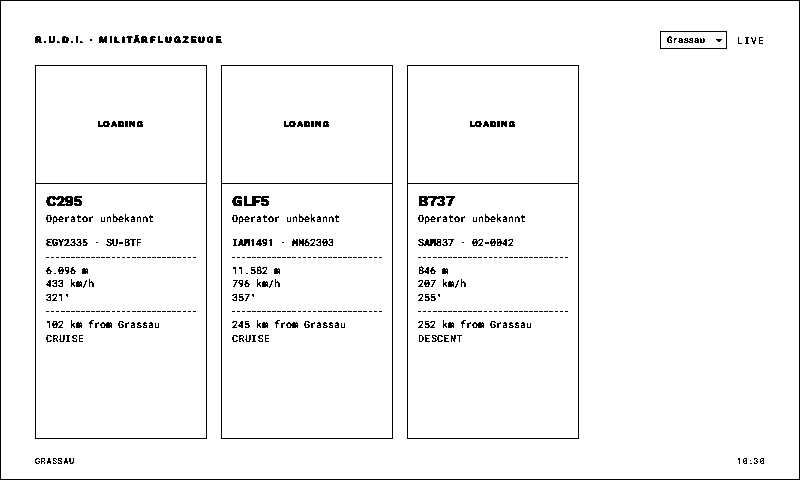 R.U.D.I. · MILITÄRFLUGZEUGE
Grassau
LIVE
LOADING
C295
Operator unbekannt
EGY2335 · SU-BTF
6.096 m
433 km/h
321°
102 km from Grassau
CRUISE
LOADING
GLF5
Operator unbekannt
IAM1491 · MM62303
11.582 m
796 km/h
357°
245 km from Grassau
CRUISE
LOADING
B737
Operator unbekannt
SAM837 · 02-0042
846 m
207 km/h
255°
252 km from Grassau
DESCENT
GRASSAU
10:30